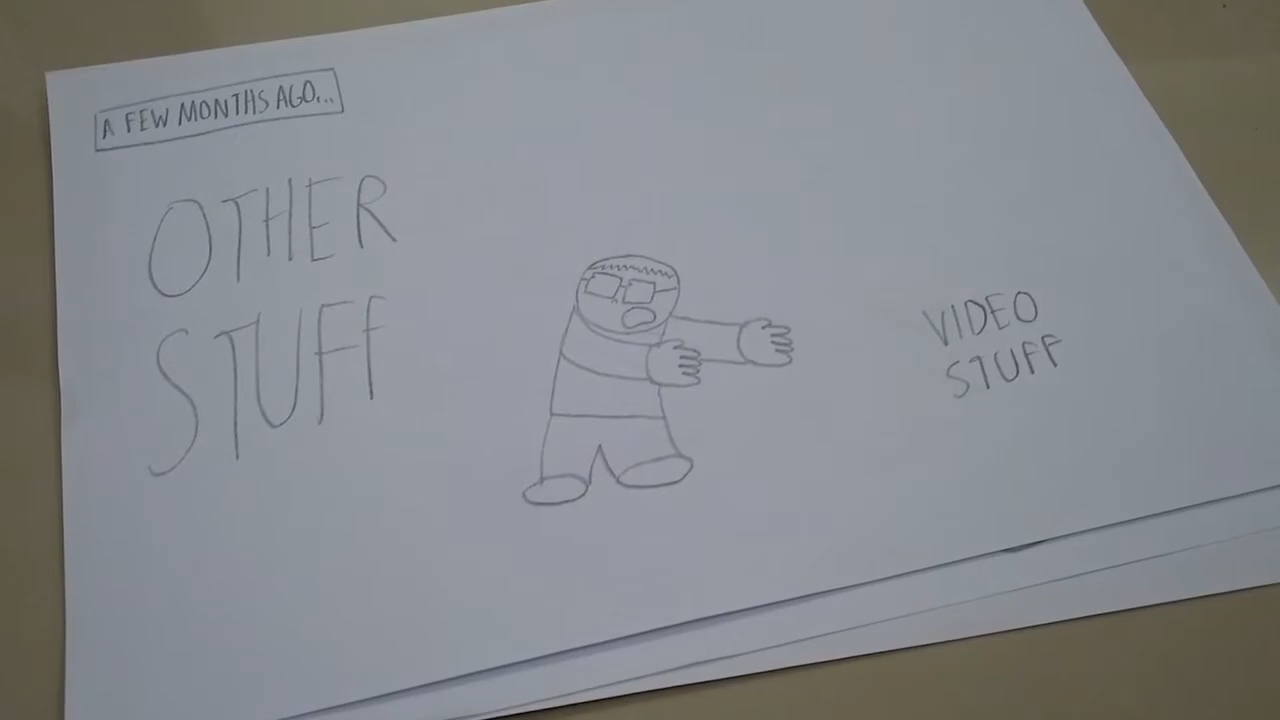 A FEW MONTHS AGO...
OTHER
STUFF
VIDEO
STUFF